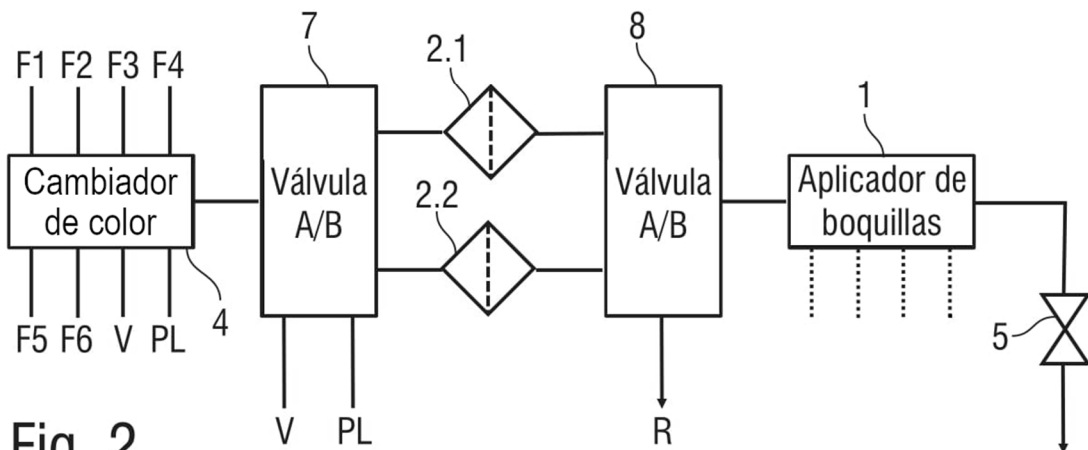 F1 F2 F3 F4
Cambiador
de color
4
F5 F6 V PL
7
Válvula
A/B
V PL
2.1
2.2
8
Válvula
A/B
R
1
Aplicador de
boquillas
5
Fig. 2